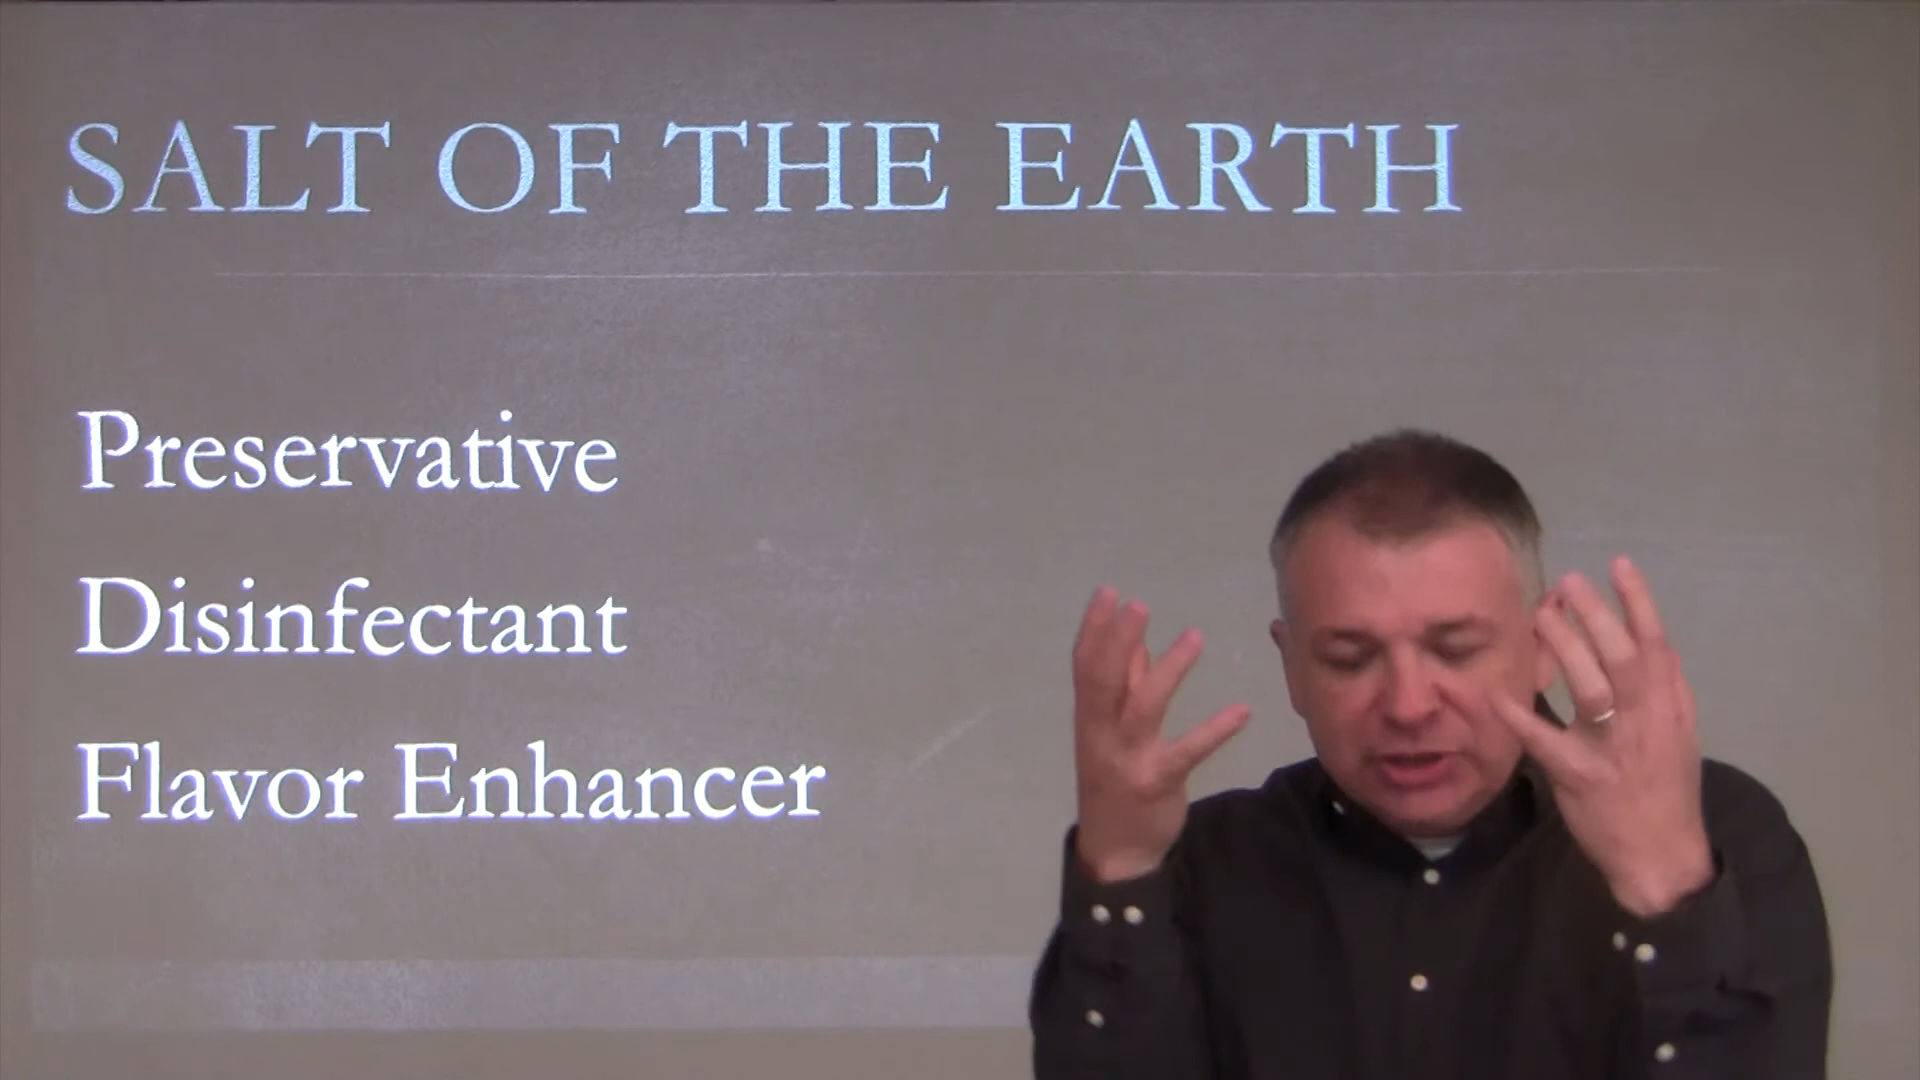 SALT OF THE EARTH
Preservative
Disinfectant
Flavor Enhancer